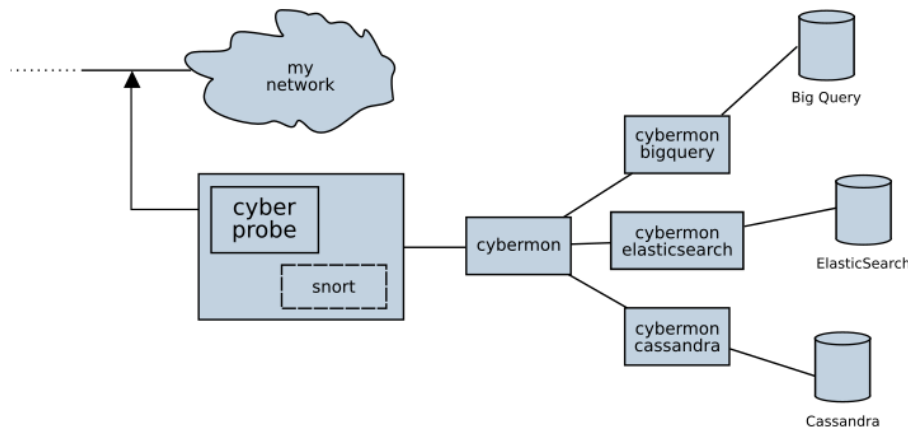 my
network
Big Query
cybermon
bigquery
cyber
probe
cybermon
cybermon
elasticsearch
ElasticSearch
snort
cybermon
cassandra
Cassandra